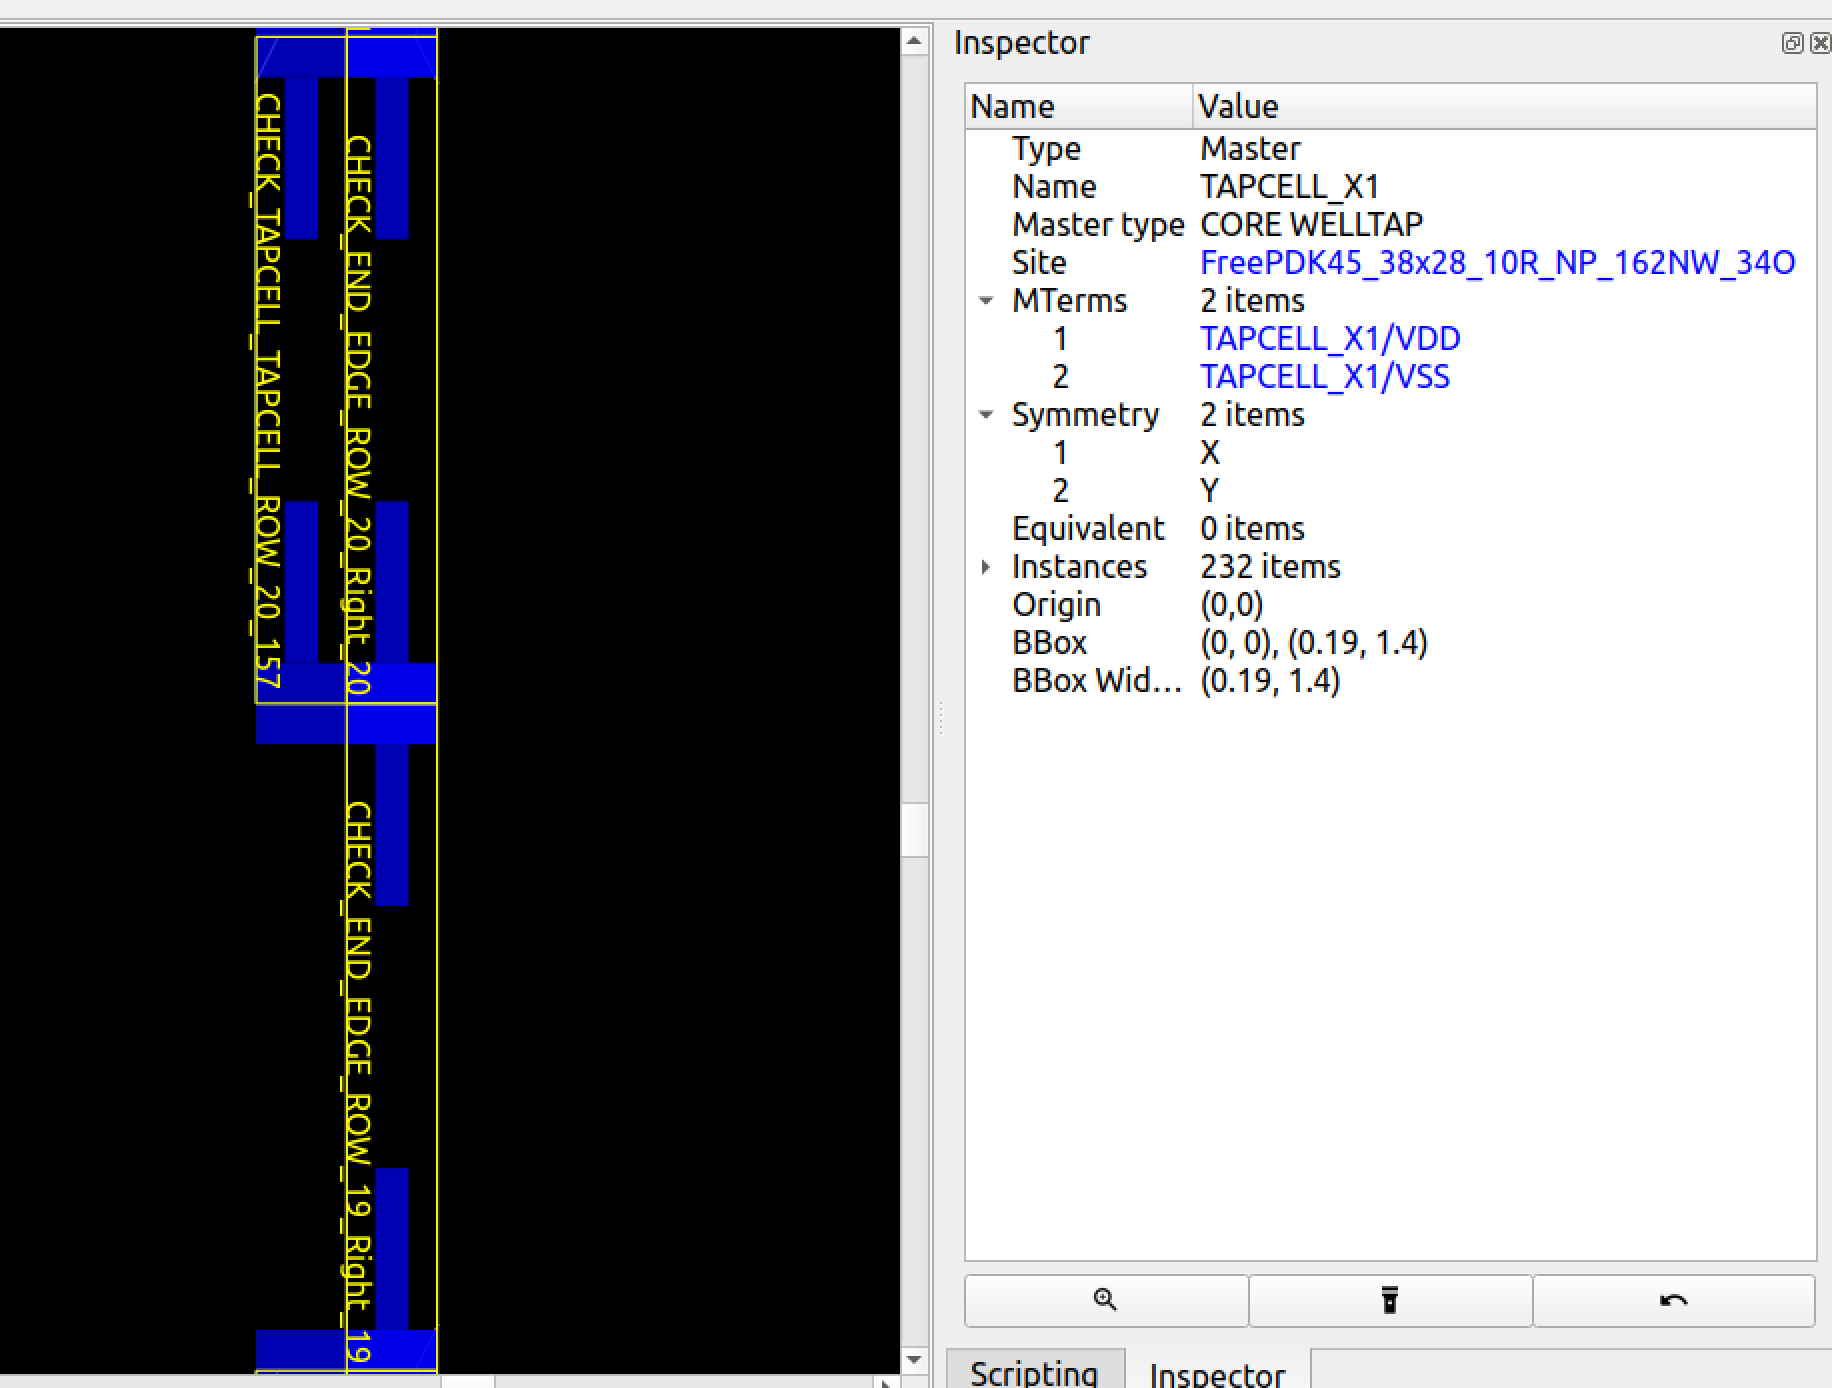 CHECK_TAPCELL_TAPCELL_ROW_20_157
CHECK_END_EDGE_ROW_20_Right_20
CHECK_END_EDGE_ROW_19_Right_19
Inspector
Name Value
Type Master
Name TAPCELL_X1
Master type CORE WELLTAP
Site FreePDK45_38x28_10R_NP_162NW_34O
MTerms 2 items
1 TAPCELL_X1/VDD
2 TAPCELL_X1/VSS
Symmetry 2 items
1 X
2 Y
Equivalent 0 items
Instances 232 items
Origin (0,0)
BBox (0, 0), (0.19, 1.4)
BBox Wid... (0.19, 1.4)
Scripting Inspector